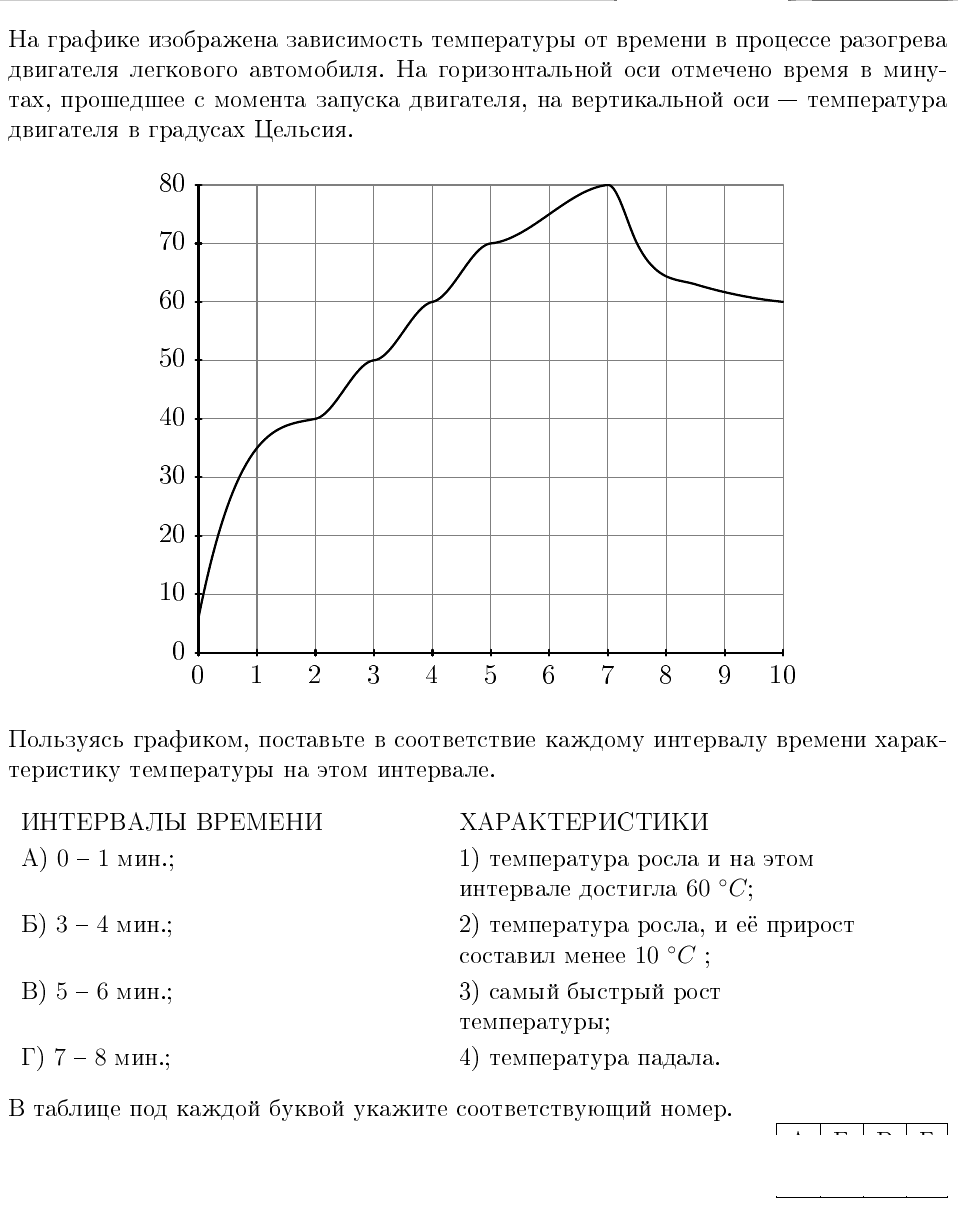 На графике изображена зависимость температуры от времени в процессе разогрева
двигателя легкового автомобиля. На горизонтальной оси отмечено время в мину-
тах, прошедшее с момента запуска двигателя, на вертикальной оси — температура
двигателя в градусах Цельсия.
80
70
60
50
40
30
20
10
0
0 1 2 3 4 5 6 7 8 9 10
Пользуясь графиком, поставьте в соответствие каждому интервалу времени харак-
теристику температуры на этом интервале.
ИНТЕРВАЛЫ ВРЕМЕНИ ХАРАКТЕРИСТИКИ
А) 0 – 1 мин.; 1) температура росла и на этом
интервале достигла 60 °C;
Б) 3 – 4 мин.; 2) температура росла, и её прирост
составил менее 10 °C ;
В) 5 – 6 мин.; 3) самый быстрый рост
температуры;
Г) 7 – 8 мин.; 4) температура падала.
В таблице под каждой буквой укажите соответствующий номер.